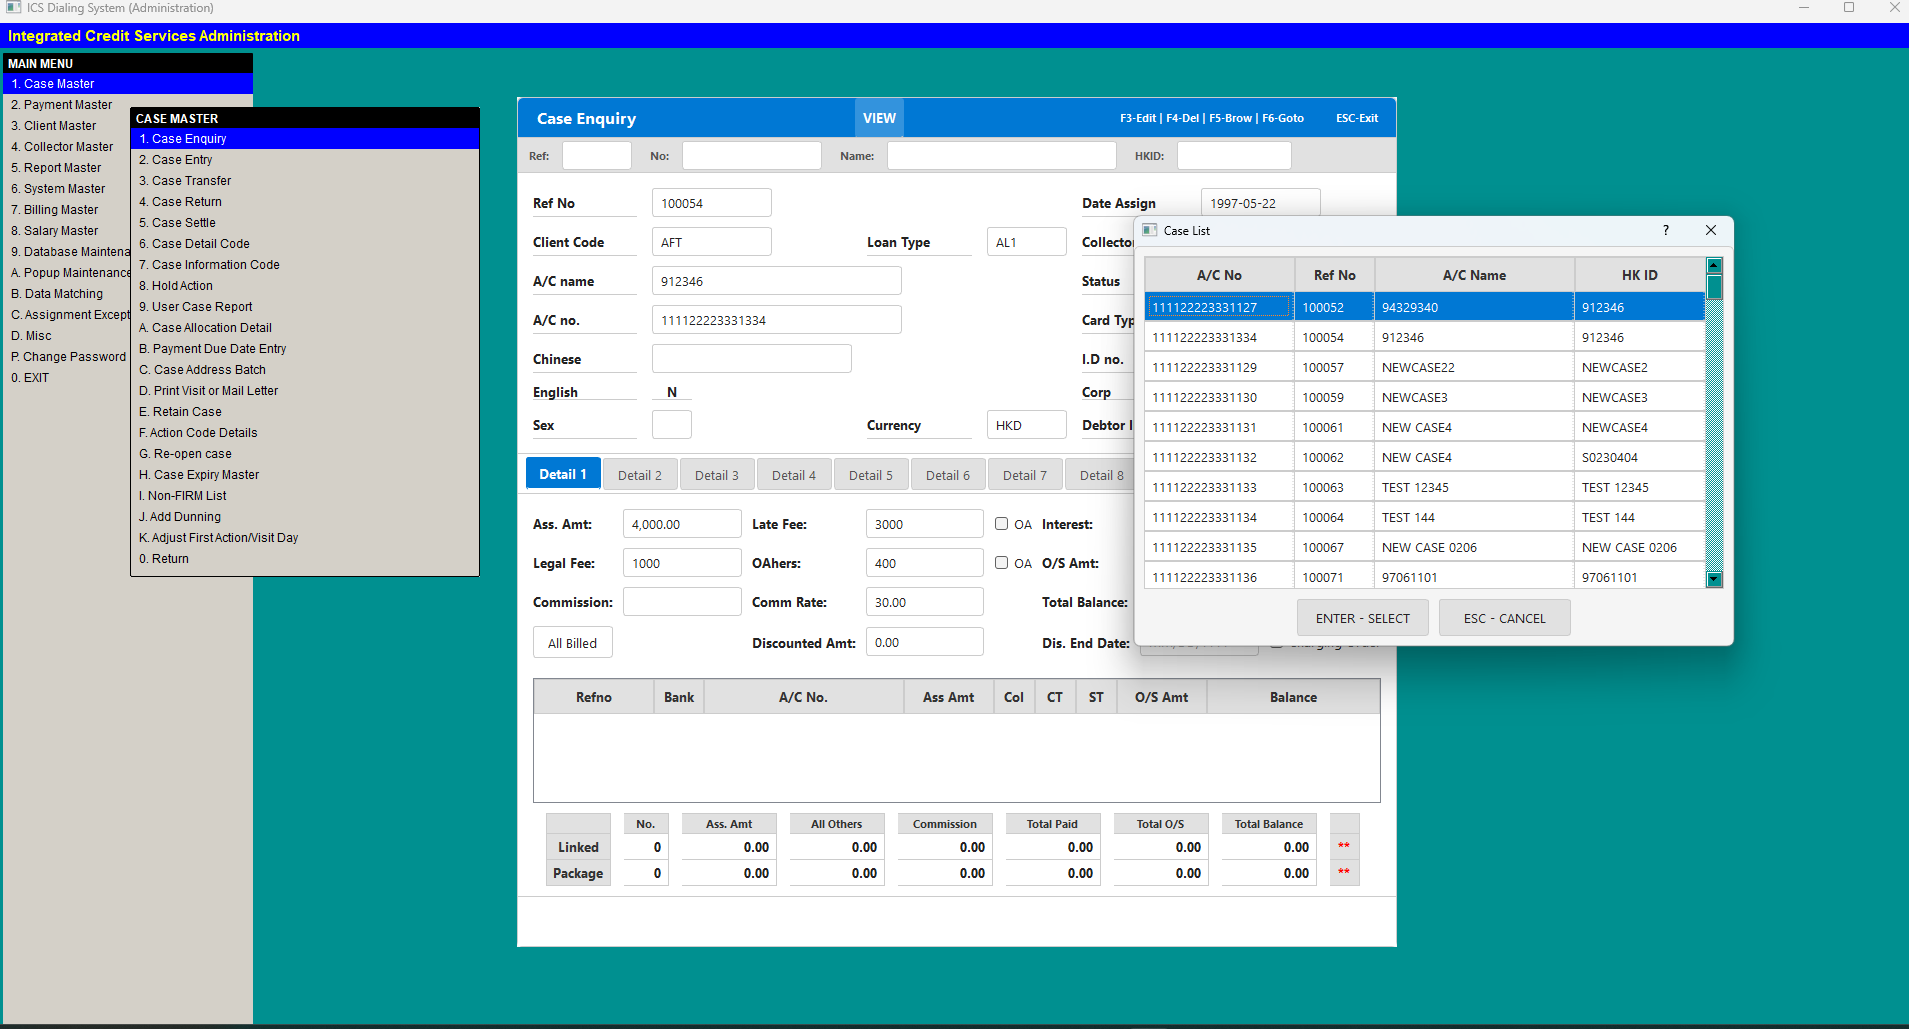 ICS Dialing System (Administration)
Integrated Credit Services Administration
MAIN MENU
1. Case Master
2. Payment Master
3. Client Master
4. Collector Master
5. Report Master
6. System Master
7. Billing Master
8. Salary Master
9. Database Maintena
A. Popup Maintenance
B. Data Matching
C. Assignment Except
D. Misc
P. Change Password
0. EXIT
CASE MASTER
1. Case Enquiry
2. Case Entry
3. Case Transfer
4. Case Return
5. Case Settle
6. Case Detail Code
7. Case Information Code
8. Hold Action
9. User Case Report
A. Case Allocation Detail
B. Payment Due Date Entry
C. Case Address Batch
D. Print Visit or Mail Letter
E. Retain Case
F. Action Code Details
G. Re-open case
H. Case Expiry Master
I. Non-FIRM List
J. Add Dunning
K. Adjust First Action/Visit Day
0. Return
Case Enquiry VIEW F3-Edit | F4-Del | F5-Brow | F6-Goto ESC-Exit
Ref: No: Name: HKID:
Ref No 100054 Date Assign 1997-05-22
Client Code AFT Loan Type AL1 Collecto
A/C name 912346 Status
A/C no. 111122223331334 Card Typ
Chinese I.D no.
English N Corp
Sex Currency HKD Debtor I
Detail 1 Detail 2 Detail 3 Detail 4 Detail 5 Detail 6 Detail 7 Detail 8
Ass. Amt: 4,000.00 Late Fee: 3000 OA Interest:
Legal Fee: 1000 OAhers: 400 OA O/S Amt:
Commission: Comm Rate: 30.00 Total Balance:
All Billed Discounted Amt: 0.00 Dis. End Date:
Refno Bank A/C No. Ass Amt Col CT ST O/S Amt Balance
No. Ass. Amt All Others Commission Total Paid Total O/S Total Balance
Linked 0 0.00 0.00 0.00 0.00 0.00 0.00 **
Package 0 0.00 0.00 0.00 0.00 0.00 0.00 **
Case List ?
A/C No Ref No A/C Name HK ID
111122223331127 100052 94329340 912346
111122223331334 100054 912346 912346
111122223331129 100057 NEWCASE22 NEWCASE2
111122223331130 100059 NEWCASE3 NEWCASE3
111122223331131 100061 NEW CASE4 NEWCASE4
111122223331132 100062 NEW CASE4 S0230404
111122223331133 100063 TEST 12345 TEST 12345
111122223331134 100064 TEST 144 TEST 144
111122223331135 100067 NEW CASE 0206 NEW CASE 0206
111122223331136 100071 97061101 97061101
ENTER - SELECT ESC - CANCEL